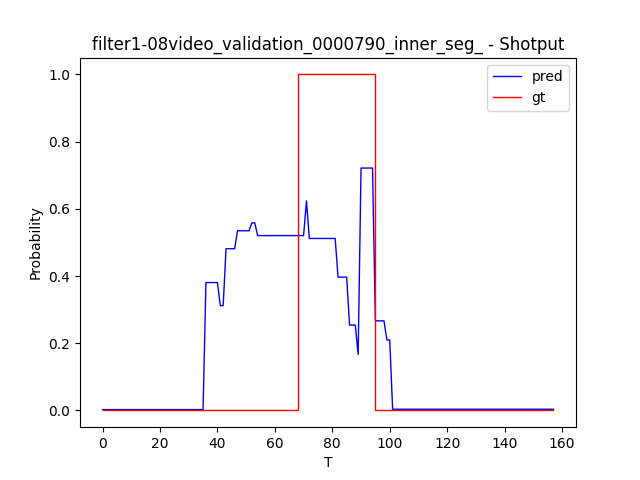 filter1-08video_validation_0000790_inner_seg_ - Shotput
pred
gt
1.0
0.8
0.6
0.4
0.2
0.0
Probability
0 20 40 60 80 100 120 140 160
T